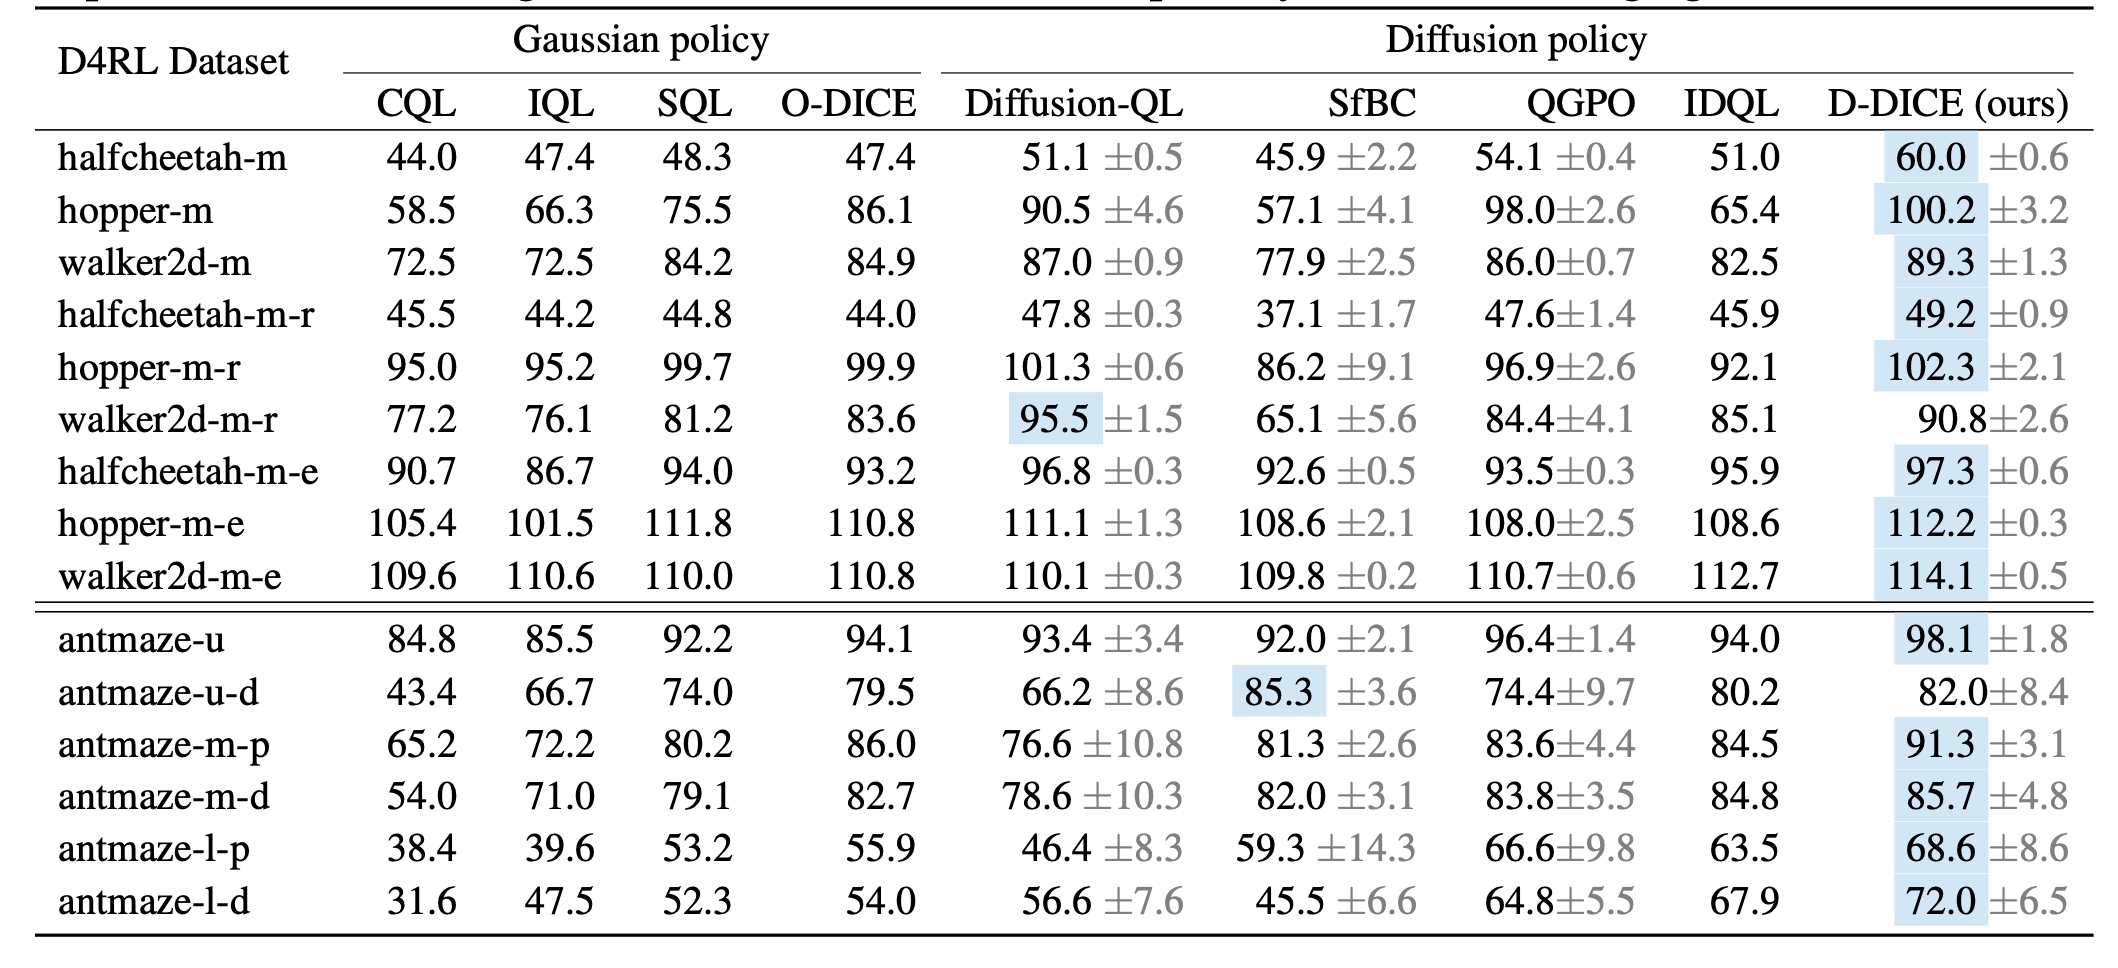 Gaussian policy Diffusion policy
D4RL Dataset
CQL IQL SQL O-DICE Diffusion-QL SfBC QGPO IDQL D-DICE (ours)
halfcheetah-m 44.0 47.4 48.3 47.4 51.1 ±0.5 45.9 ±2.2 54.1 ±0.4 51.0 60.0 ±0.6
hopper-m 58.5 66.3 75.5 86.1 90.5 ±4.6 57.1 ±4.1 98.0±2.6 65.4 100.2 ±3.2
walker2d-m 72.5 72.5 84.2 84.9 87.0 ±0.9 77.9 ±2.5 86.0±0.7 82.5 89.3 ±1.3
halfcheetah-m-r 45.5 44.2 44.8 44.0 47.8 ±0.3 37.1 ±1.7 47.6±1.4 45.9 49.2 ±0.9
hopper-m-r 95.0 95.2 99.7 99.9 101.3 ±0.6 86.2 ±9.1 96.9±2.6 92.1 102.3 ±2.1
walker2d-m-r 77.2 76.1 81.2 83.6 95.5 ±1.5 65.1 ±5.6 84.4±4.1 85.1 90.8±2.6
halfcheetah-m-e 90.7 86.7 94.0 93.2 96.8 ±0.3 92.6 ±0.5 93.5±0.3 95.9 97.3 ±0.6
hopper-m-e 105.4 101.5 111.8 110.8 111.1 ±1.3 108.6 ±2.1 108.0±2.5 108.6 112.2 ±0.3
walker2d-m-e 109.6 110.6 110.0 110.8 110.1 ±0.3 109.8 ±0.2 110.7±0.6 112.7 114.1 ±0.5
antmaze-u 84.8 85.5 92.2 94.1 93.4 ±3.4 92.0 ±2.1 96.4±1.4 94.0 98.1 ±1.8
antmaze-u-d 43.4 66.7 74.0 79.5 66.2 ±8.6 85.3 ±3.6 74.4±9.7 80.2 82.0±8.4
antmaze-m-p 65.2 72.2 80.2 86.0 76.6 ±10.8 81.3 ±2.6 83.6±4.4 84.5 91.3 ±3.1
antmaze-m-d 54.0 71.0 79.1 82.7 78.6 ±10.3 82.0 ±3.1 83.8±3.5 84.8 85.7 ±4.8
antmaze-l-p 38.4 39.6 53.2 55.9 46.4 ±8.3 59.3 ±14.3 66.6±9.8 63.5 68.6 ±8.6
antmaze-l-d 31.6 47.5 52.3 54.0 56.6 ±7.6 45.5 ±6.6 64.8±5.5 67.9 72.0 ±6.5